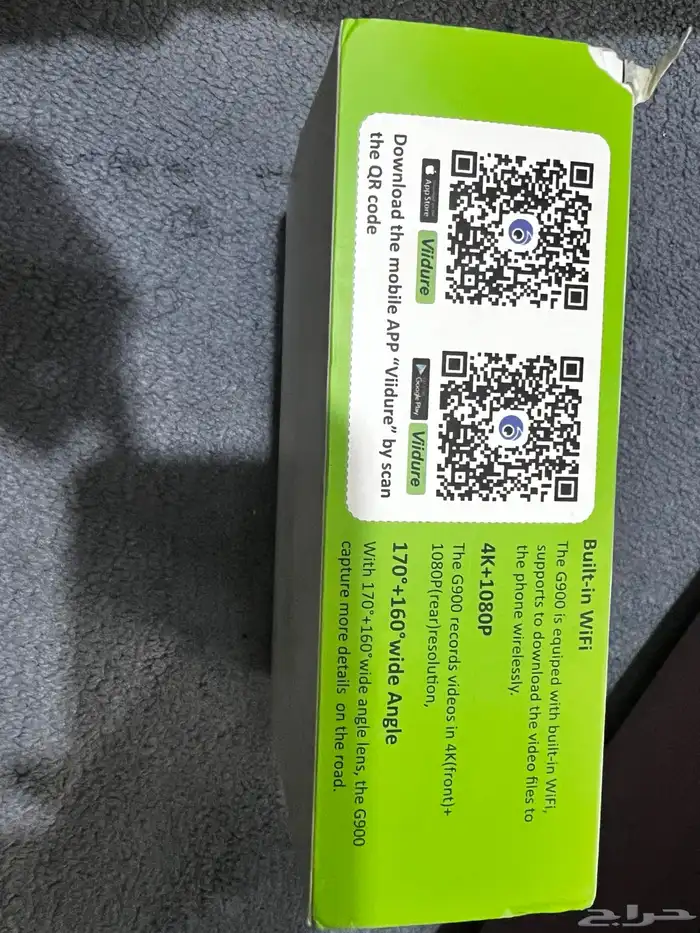 App Store
Viidure
Google Play
Viidure
Download the mobile APP "Viidure" by scan
the QR code
Built-in WiFi
The G900 is equiped with built-in WiFi,
supports to download the video files to
the phone wirelessly.
4K+1080P
The G900 records videos in 4K(front)+
1080P(rear)resolution,
170°+160°wide Angle
With 170°+160°wide angle lens, the G900
capture more details on the road.
حراج